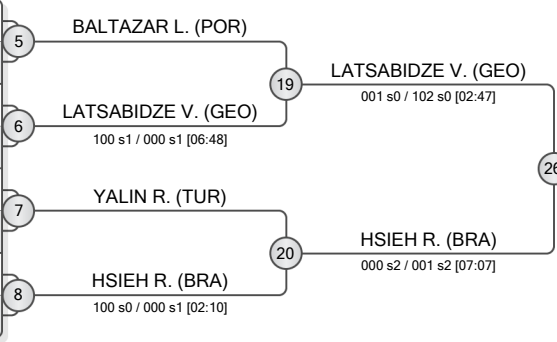 BALTAZAR L. (POR)
5
19
LATSABIDZE V. (GEO)
001 s0 / 102 s0 [02:47]
6
LATSABIDZE V. (GEO)
100 s1 / 000 s1 [06:48]
26
7
YALIN R. (TUR)
20
HSIEH R. (BRA)
000 s2 / 001 s2 [07:07]
8
HSIEH R. (BRA)
100 s0 / 000 s1 [02:10]